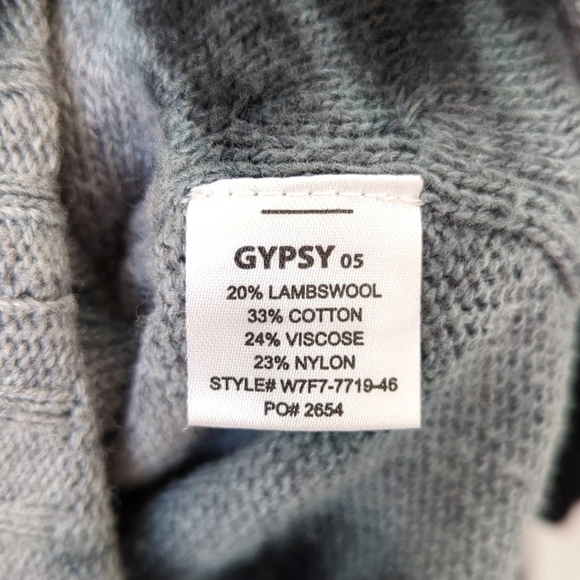 GYPSY 05
20% LAMBSWOOL
33% COTTON
24% VISCOSE
23% NYLON
STYLE# W7F7-7719-46
PO# 2654